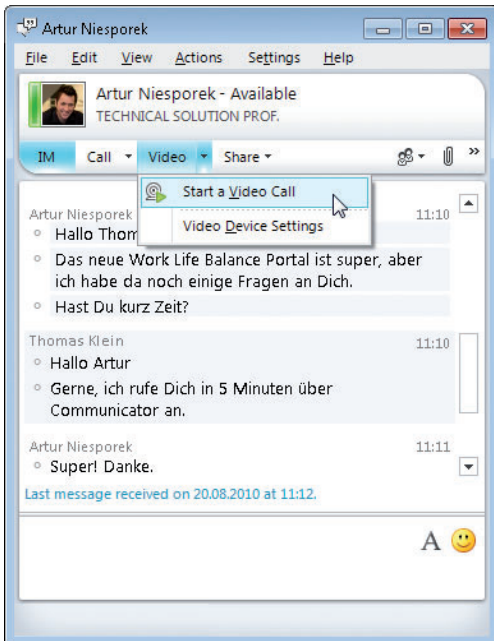 Artur Niesporek
File Edit View Actions Settings Help
Artur Niesporek - Available
TECHNICAL SOLUTION PROF.
IM Call Video Share
Start a Video Call
Video Device Settings
Artur Niesporek 11:10
Hallo Thom
Das neue Work Life Balance Portal ist super, aber
ich habe da noch einige Fragen an Dich.
Hast Du kurz Zeit?
Thomas Klein 11:10
Hallo Artur
Gerne, ich rufe Dich in 5 Minuten über
Communicator an.
Artur Niesporek 11:11
Super! Danke.
Last message received on 20.08.2010 at 11:12.
A